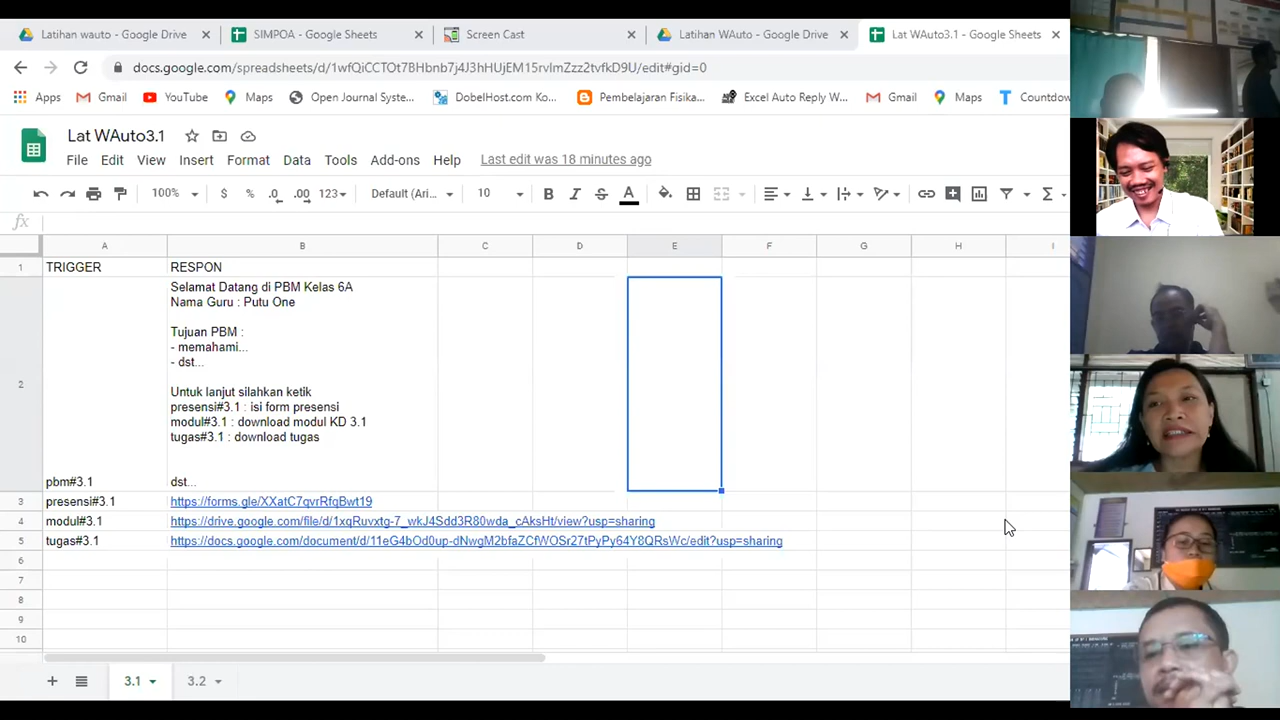 Latihan wauto - Google Drive
SIMPOA - Google Sheets
Screen Cast
Latihan WAuto - Google Drive
Lat WAuto3.1 - Google Sheets
docs.google.com/spreadsheets/d/1wfQiCCTOt7BHbnb7j4J3hHUjEM15rvImZzz2tvfkD9U/edit#gid=0
Apps Gmail YouTube Maps Open Journal Syste... DobelHost.com Ko... Pembelajaran Fisika... Excel Auto Reply W... Gmail Maps Countdow
Lat WAuto3.1
File Edit View Insert Format Data Tools Add-ons Help Last edit was 18 minutes ago
100% $ % .0 .00 123 Default (Ari... 10 B I S A
fx
A B C D E F G H I
1 TRIGGER RESPON
Selamat Datang di PBM Kelas 6A
Nama Guru : Putu One
Tujuan PBM :
- memahami...
- dst...
2
Untuk lanjut silahkan ketik
presensi#3.1 : isi form presensi
modul#3.1 : download modul KD 3.1
tugas#3.1 : download tugas
pbm#3.1 dst...
3 presensi#3.1 https://forms.gle/XXatC7qvrRfqBwt19
4 modul#3.1 https://drive.google.com/file/d/1xqRuvxtg-7_wkJ4Sdd3R80wda_cAksHt/view?usp=sharing
5 tugas#3.1 https://docs.google.com/document/d/11eG4bOd0up-dNwgM2bfaZCfWOSr27tPyPy64Y8QRsWc/edit?usp=sharing
6
7
8
9
10
3.1 3.2